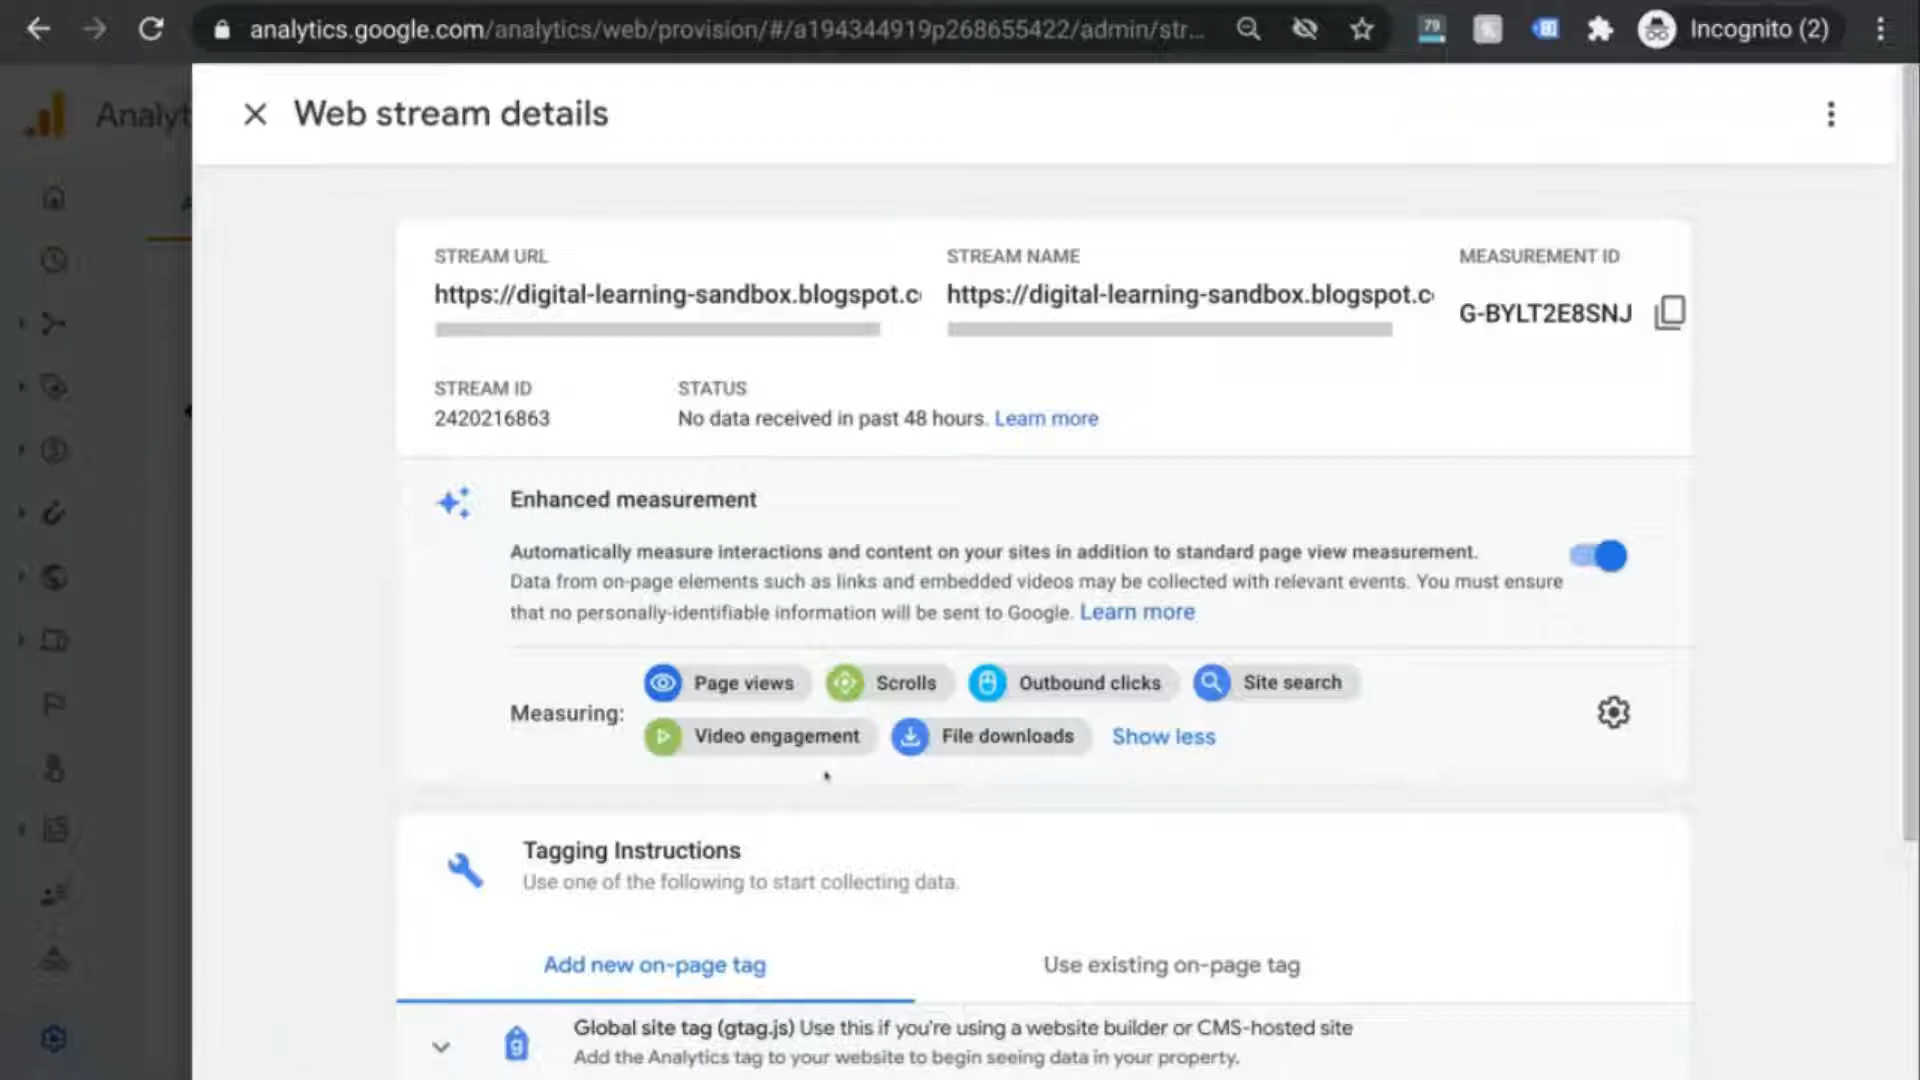 analytics.google.com/analytics/web/provision/#/a194344919p268655422/admin/str...
79
Incognito (2)
Analyt
Web stream details
STREAM URL
STREAM NAME
MEASUREMENT ID
https://digital-learning-sandbox.blogspot.c
https://digital-learning-sandbox.blogspot.c
G-BYLT2E8SNJ
STREAM ID
STATUS
2420216863
No data received in past 48 hours. Learn more
Enhanced measurement
Automatically measure interactions and content on your sites in addition to standard page view measurement.
Data from on-page elements such as links and embedded videos may be collected with relevant events. You must ensure
that no personally-identifiable information will be sent to Google. Learn more
Measuring:
Page views
Scrolls
Outbound clicks
Site search
Video engagement
File downloads
Show less
Tagging Instructions
Use one of the following to start collecting data.
Add new on-page tag
Use existing on-page tag
Global site tag (gtag.js) Use this if you're using a website builder or CMS-hosted site
Add the Analytics tag to your website to begin seeing data in your property.